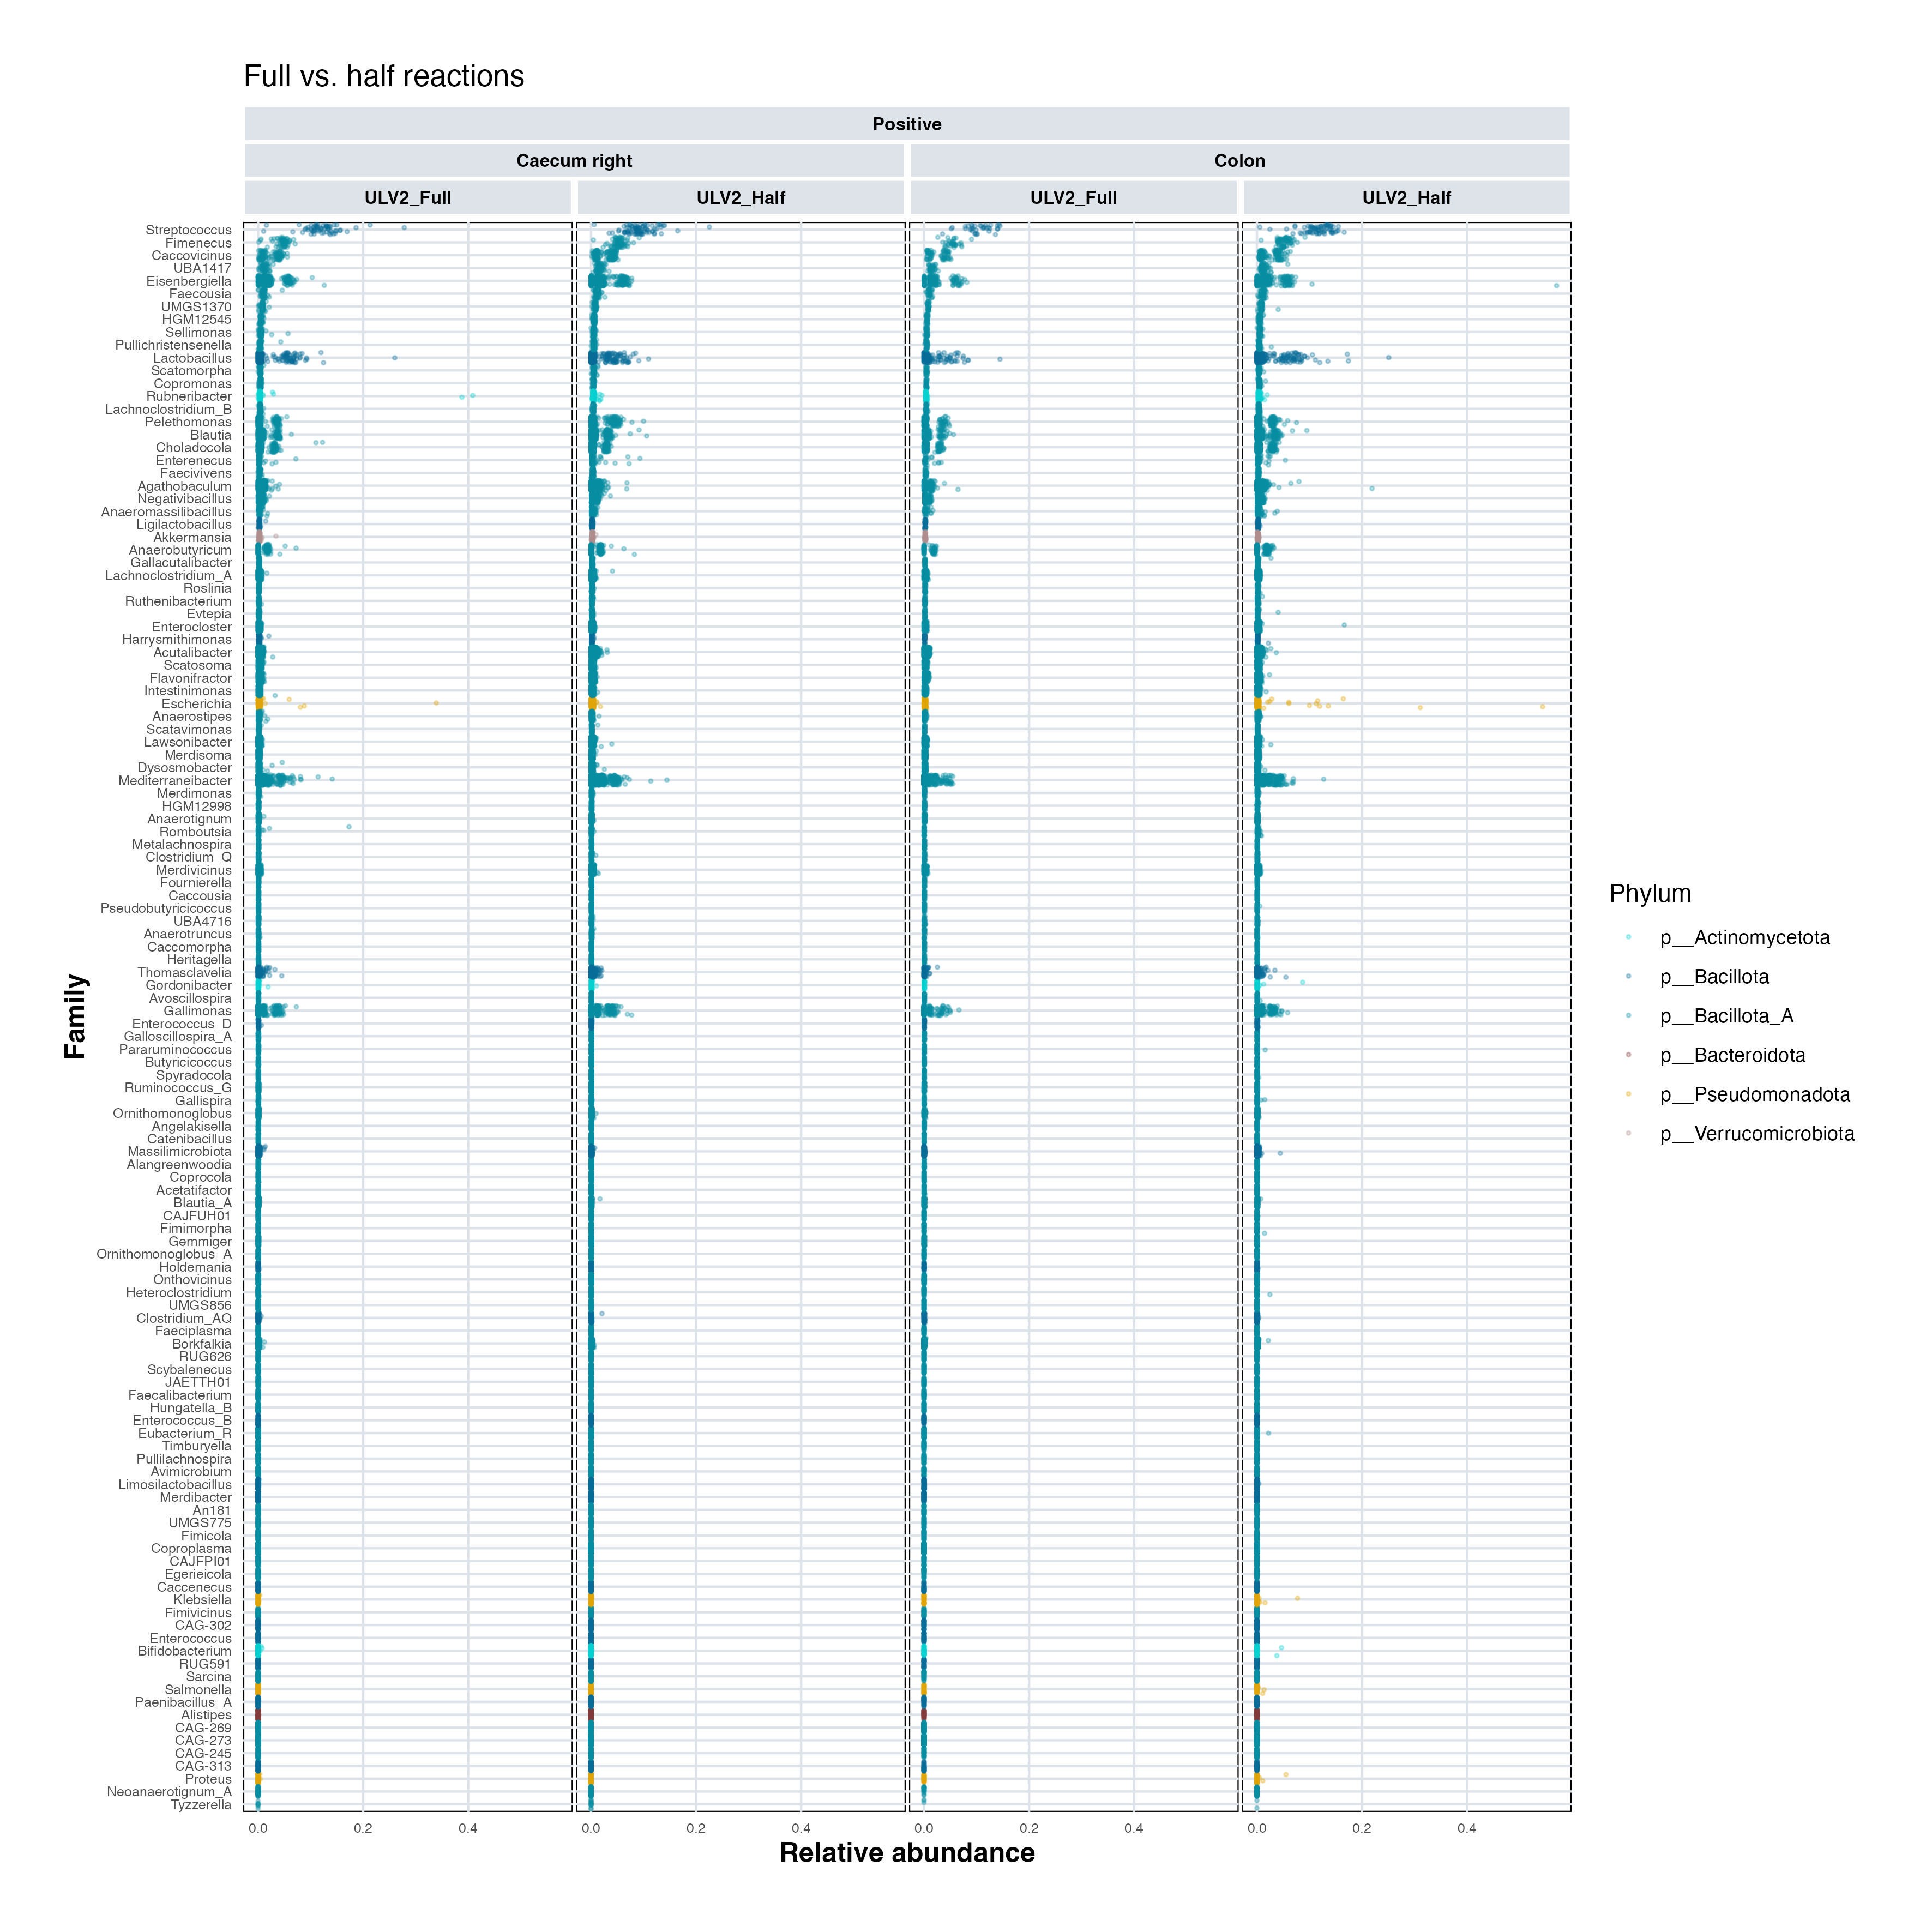 Full vs. half reactions
Positive
Caecum right
Colon
ULV2_Full
ULV2_Half
ULV2_Full
ULV2_Half
Streptococcus
Fimenecus
Caccovicinus
UBA1417
Eisenbergiella
Faecousia
UMGS1370
HGM12545
Sellimonas
Pullichristensenella
Lactobacillus
Scatomorpha
Copromonas
Rubneribacter
Lachnoclostridium_B
Pelethomonas
Blautia
Choladocola
Enterenecus
Faecivivens
Agathobaculum
Negativibacillus
Anaeromassilibacillus
Ligilactobacillus
Akkermansia
Anaerobutyricum
Gallacutalibacter
Lachnoclostridium_A
Roslinia
Ruthenibacterium
Evtepia
Enterocloster
Harrysmithimonas
Acutalibacter
Scatosoma
Flavonifractor
Intestinimonas
Escherichia
Anaerostipes
Scatavimonas
Lawsonibacter
Merdisoma
Dysosmobacter
Mediterraneibacter
Merdimonas
HGM12998
Anaerotignum
Romboutsia
Metalachnospira
Clostridium_Q
Merdivicinus
Fournierella
Caccousia
Pseudobutyricicoccus
UBA4716
Anaerotruncus
Caccomorpha
Heritagella
Thomasclavelia
Gordonibacter
Avoscillospira
Gallimonas
Enterococcus_D
Galloscillospira_A
Pararuminococcus
Butyricicoccus
Spyradocola
Ruminococcus_G
Gallispira
Ornithomonoglobus
Angelakisella
Catenibacillus
Massilimicrobiota
Alangreenwoodia
Coprocola
Acetatifactor
Blautia_A
CAJFUH01
Fimimorpha
Gemmiger
Ornithomonoglobus_A
Holdemania
Onthovicinus
Heteroclostridium
UMGS856
Clostridium_AQ
Faeciplasma
Borkfalkia
RUG626
Scybalenecus
JAETTH01
Faecalibacterium
Hungatella_B
Enterococcus_B
Eubacterium_R
Timburyella
Pullilachnospira
Avimicrobium
Limosilactobacillus
Merdibacter
An181
UMGS775
Fimicola
Coproplasma
CAJFPI01
Egerieicola
Caccenecus
Klebsiella
Fimivicinus
CAG-302
Enterococcus
Bifidobacterium
RUG591
Sarcina
Salmonella
Paenibacillus_A
Alistipes
CAG-269
CAG-273
CAG-245
CAG-313
Proteus
Neoanaerotignum_A
Tyzzerella
Family
0.0 0.2 0.4 0.0 0.2 0.4 0.0 0.2 0.4 0.0 0.2 0.4
Relative abundance
Phylum
p__Actinomycetota
p__Bacillota
p__Bacillota_A
p__Bacteroidota
p__Pseudomonadota
p__Verrucomicrobiota